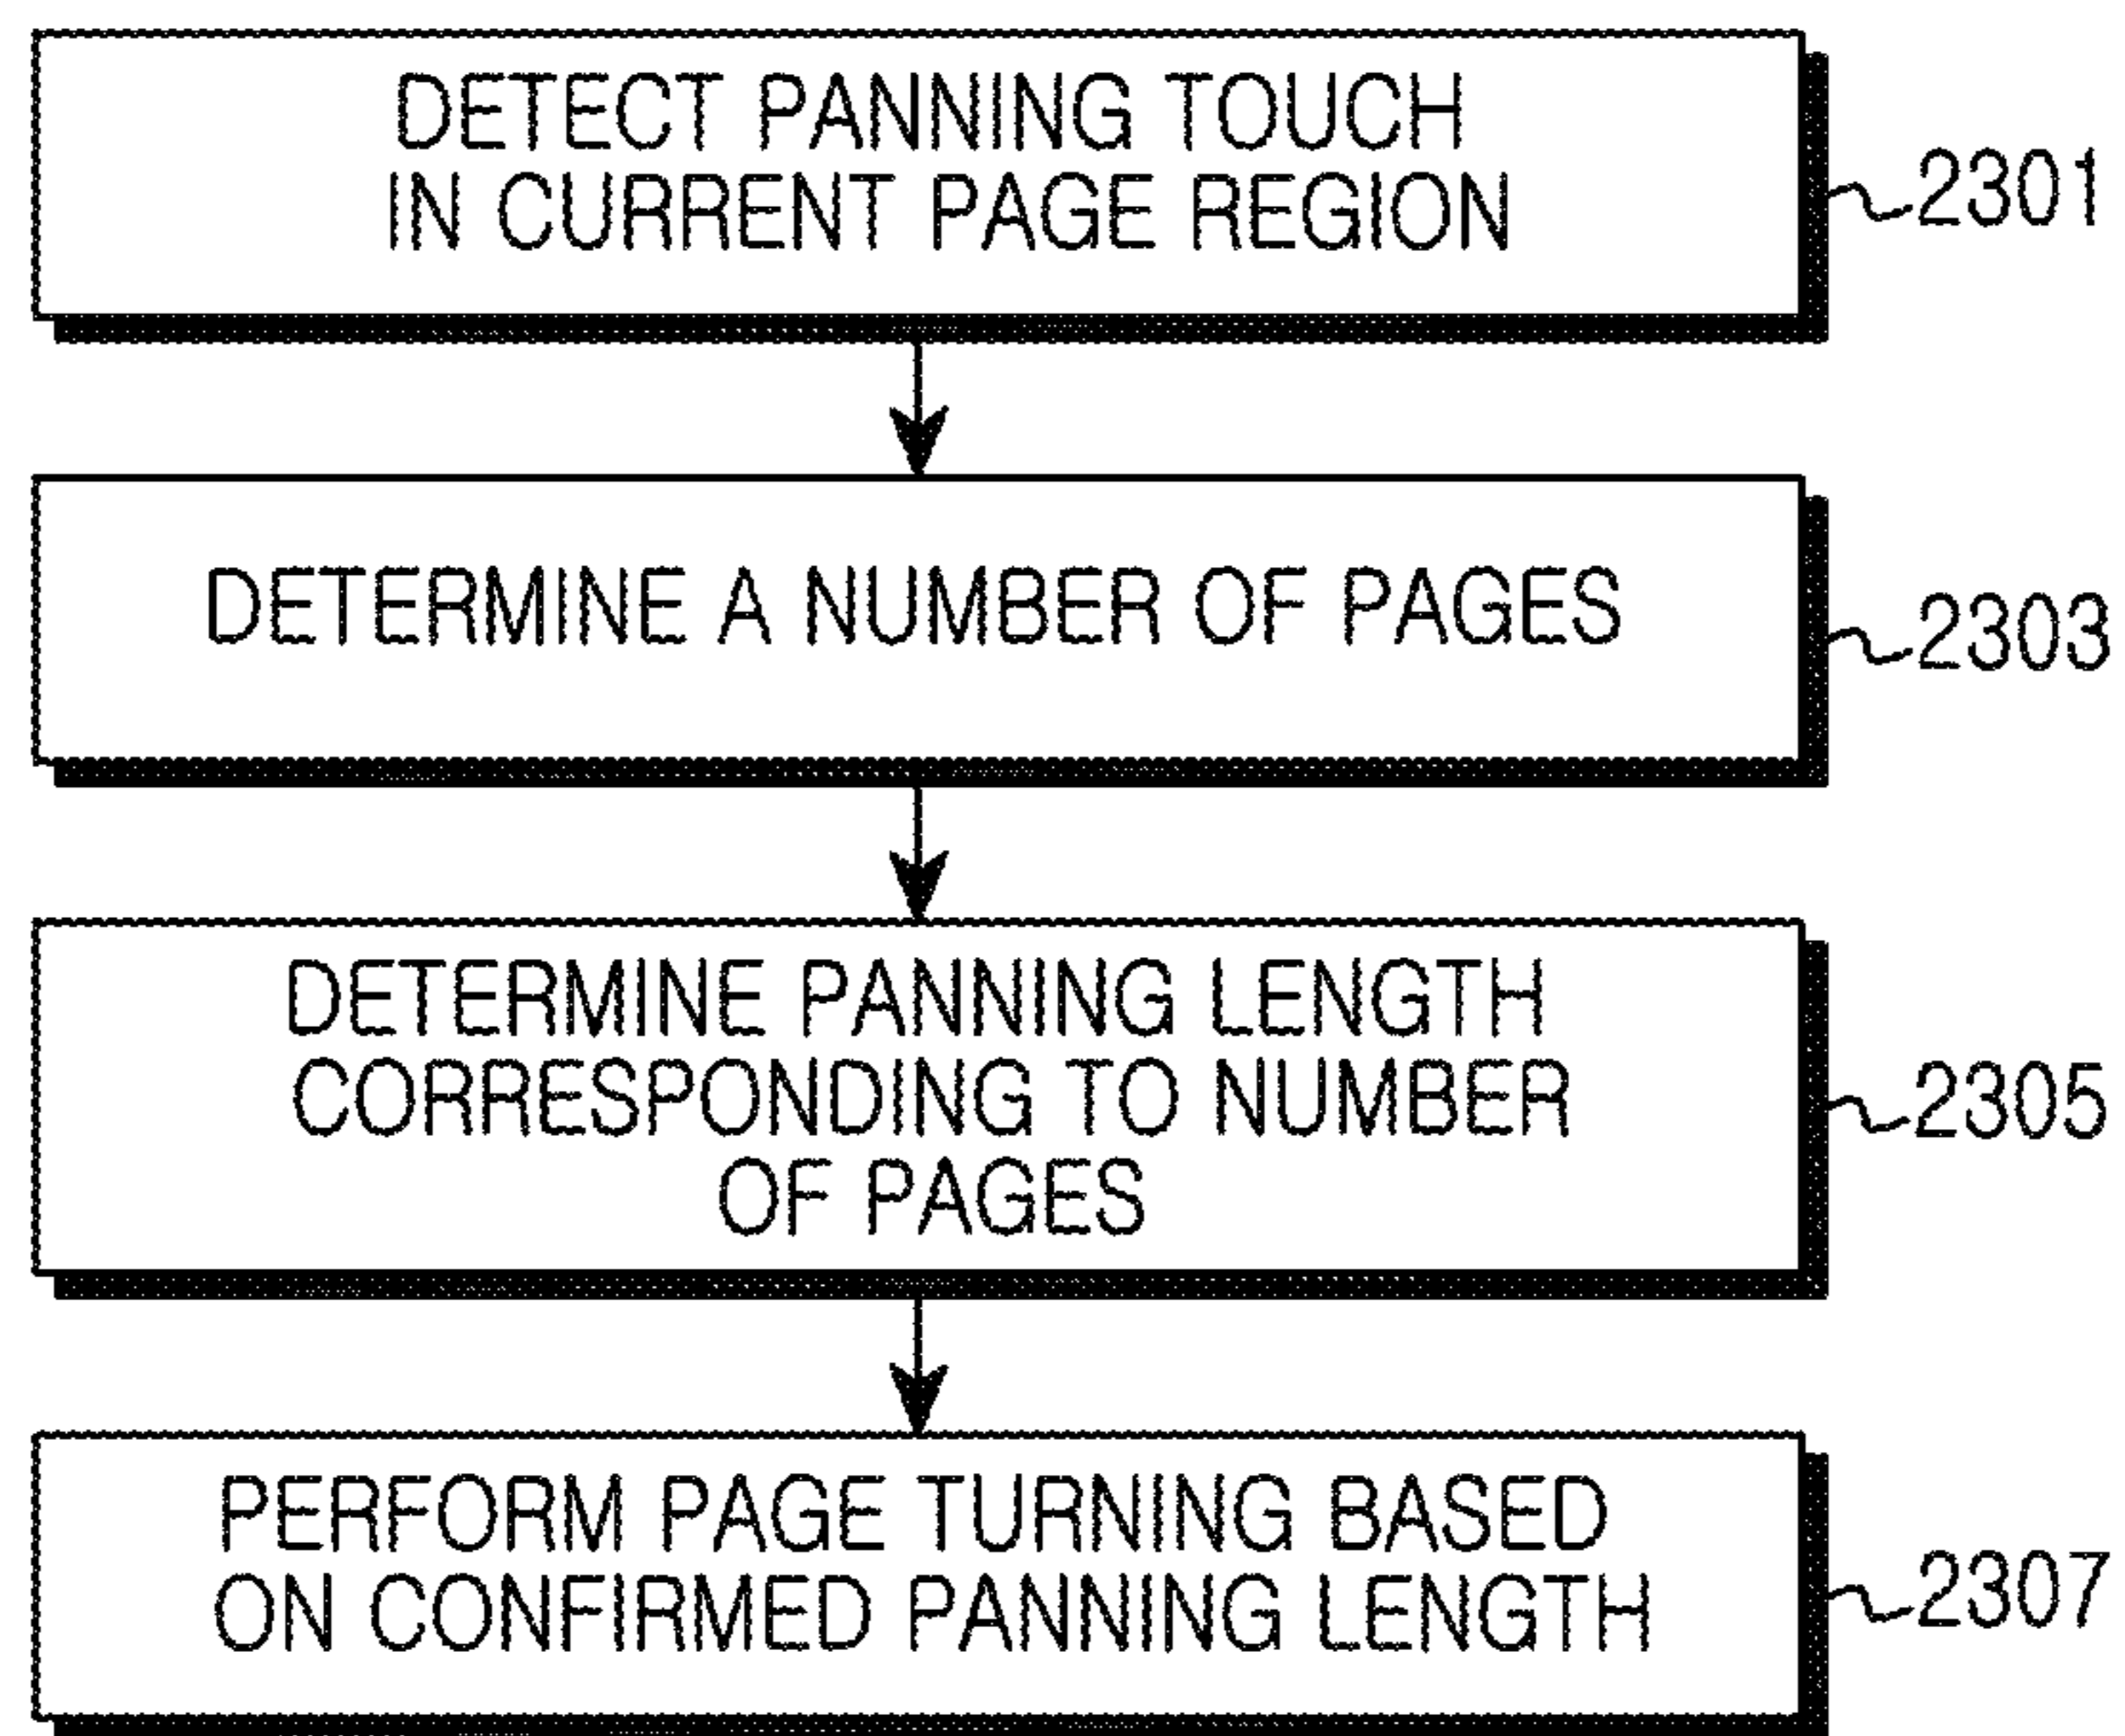 DETECT PANNING TOUCH
IN CURRENT PAGE REGION
2301
DETERMINE A NUMBER OF PAGES
2303
DETERMINE PANNING LENGTH
CORRESPONDING TO NUMBER
OF PAGES
2305
PERFORM PAGE TURNING BASED
ON CONFIRMED PANNING LENGTH
2307